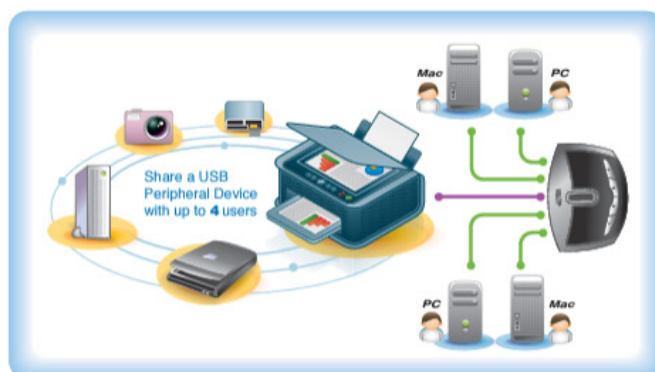 Mac
PC
Share a USB
Peripheral Device
with up to 4 users
PC
Mac